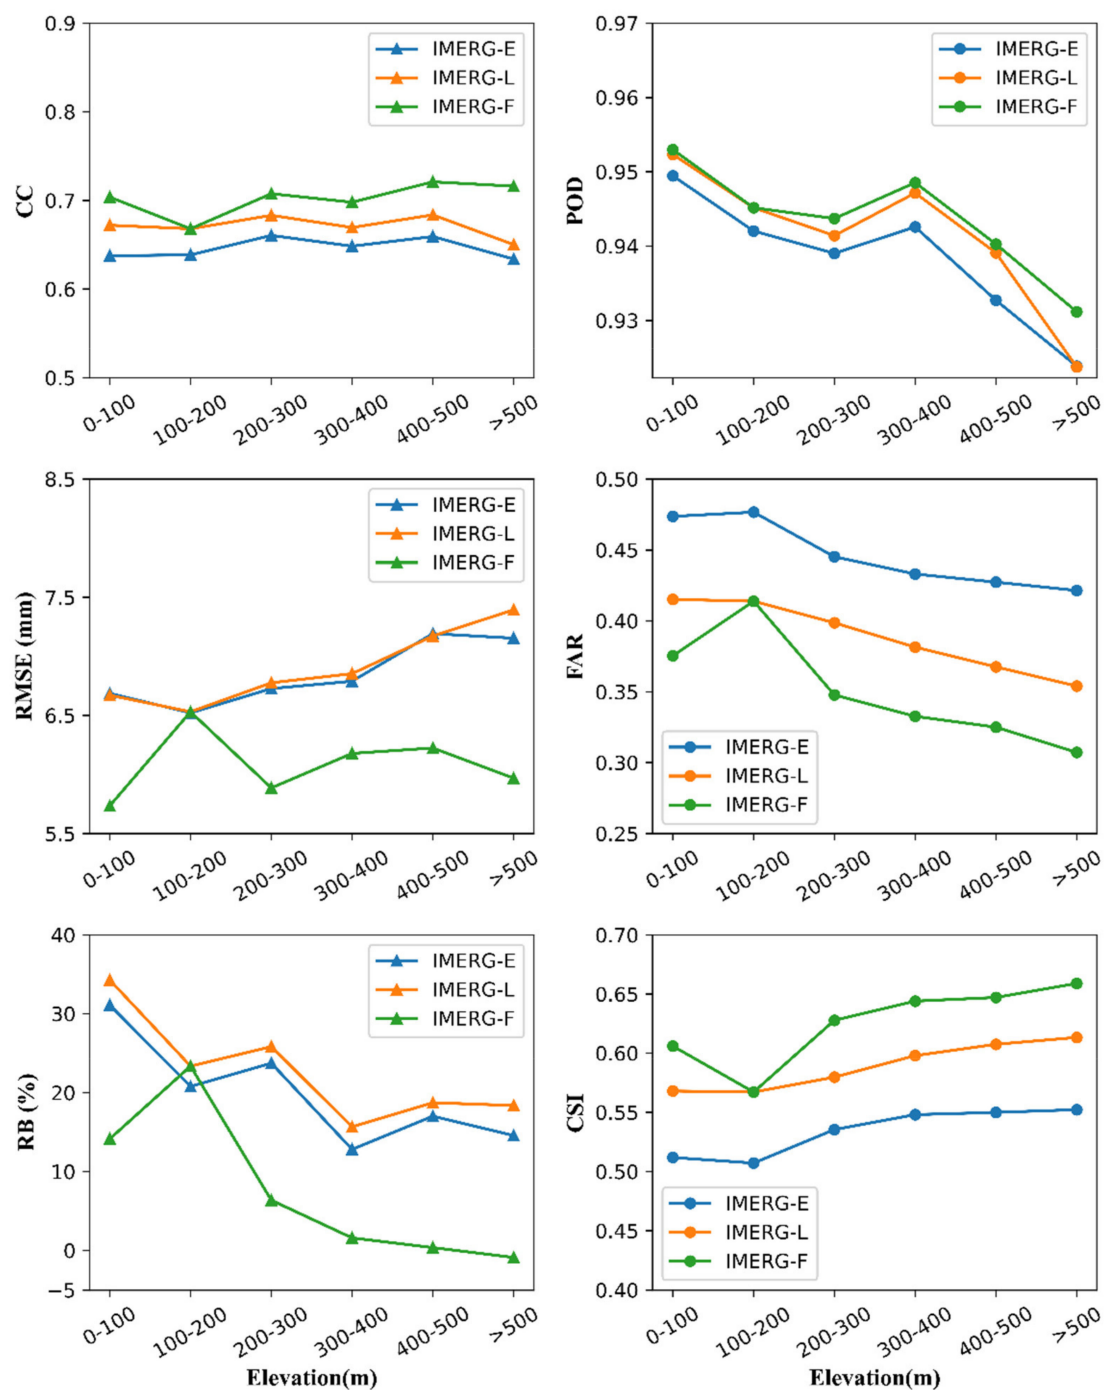 0.9
0.8
0.7
0.6
0.5
CC
IMERG-E
IMERG-L
IMERG-F
0-100
100-200
200-300
300-400
400-500
>500
0.97
0.96
0.95
0.94
0.93
POD
IMERG-E
IMERG-L
IMERG-F
0-100
100-200
200-300
300-400
400-500
>500
8.5
7.5
6.5
5.5
RMSE (mm)
IMERG-E
IMERG-L
IMERG-F
0-100
100-200
200-300
300-400
400-500
>500
0.50
0.45
0.40
0.35
0.30
0.25
FAR
IMERG-E
IMERG-L
IMERG-F
0-100
100-200
200-300
300-400
400-500
>500
40
30
20
10
0
−5
RB (%)
IMERG-E
IMERG-L
IMERG-F
0-100
100-200
200-300
300-400
400-500
>500
Elevation(m)
0.70
0.65
0.60
0.55
0.50
0.45
0.40
CSI
IMERG-E
IMERG-L
IMERG-F
0-100
100-200
200-300
300-400
400-500
>500
Elevation(m)